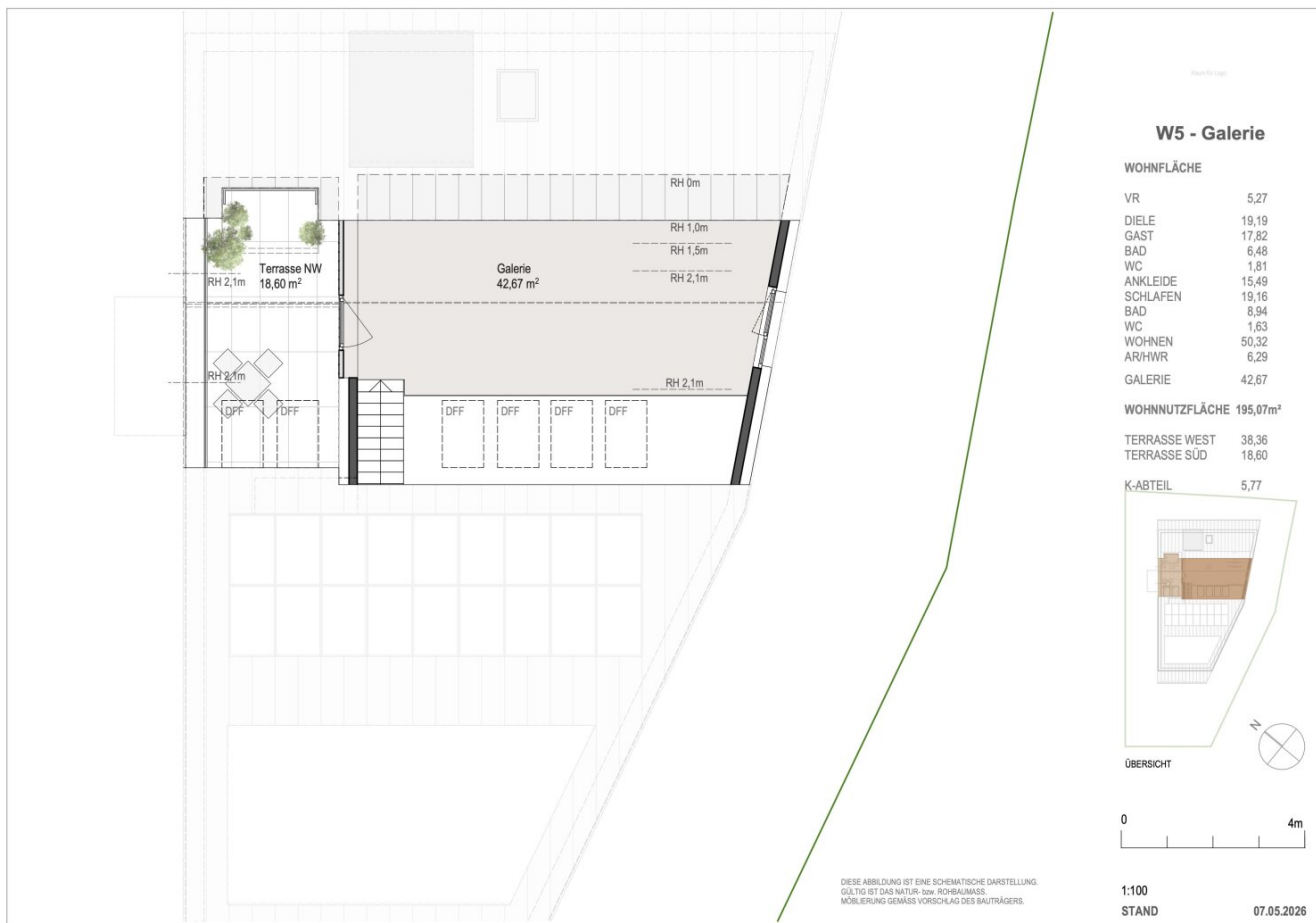 RH 0m
RH 1,0m
RH 1,5m
RH 2,1m
Terrasse NW
18,60 m²
RH 2,1m
Galerie
42,67 m²
RH 2,1m
RH 2,1m
DFF
DFF
DFF
DFF
DFF
DFF
Raum für Logo
W5 - Galerie
WOHNFLÄCHE
VR 5,27
DIELE 19,19
GAST 17,82
BAD 6,48
WC 1,81
ANKLEIDE 15,49
SCHLAFEN 19,16
BAD 8,94
WC 1,63
WOHNEN 50,32
AR/HWR 6,29
GALERIE 42,67
WOHNNUTZFLÄCHE 195,07m²
TERRASSE WEST 38,36
TERRASSE SÜD 18,60
K-ABTEIL 5,77
N
ÜBERSICHT
0 4m
DIESE ABBILDUNG IST EINE SCHEMATISCHE DARSTELLUNG.
GÜLTIG IST DAS NATUR- bzw. ROHBAUMASS.
MÖBLIERUNG GEMÄSS VORSCHLAG DES BAUTRÄGERS.
1:100
STAND 07.05.2026